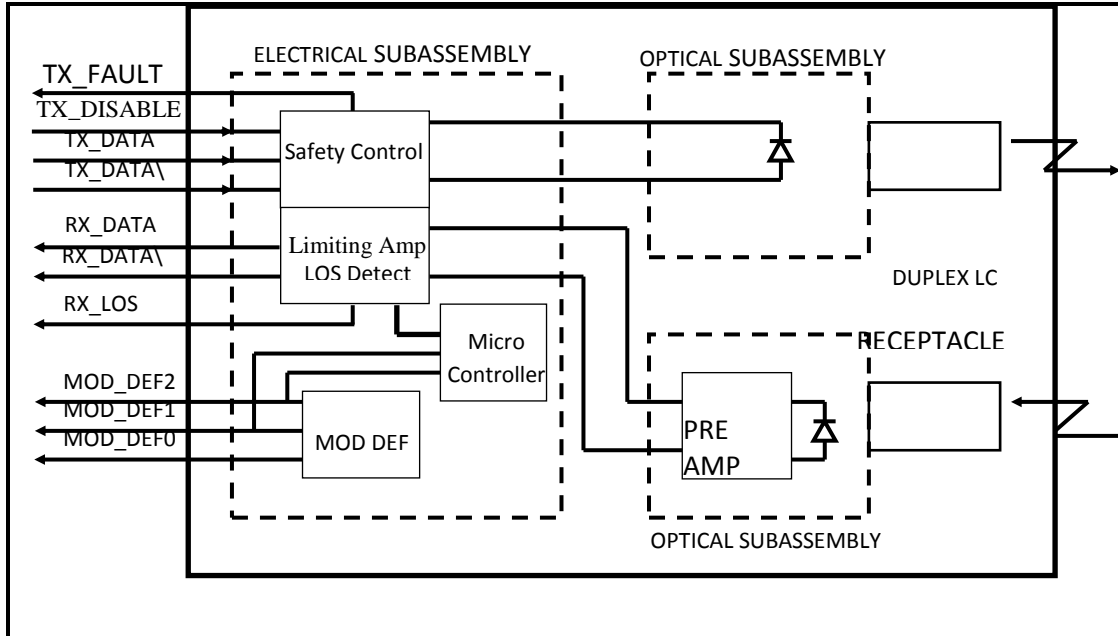 ELECTRICAL SUBASSEMBLY
OPTICAL SUBASSEMBLY
TX_FAULT
TX_DISABLE
TX_DATA
TX_DATA\
Safety Control
RX_DATA
RX_DATA\
RX_LOS
Limiting Amp
LOS Detect
DUPLEX LC
RECEPTACLE
Micro
Controller
MOD_DEF2
MOD_DEF1
MOD_DEF0
MOD DEF
PRE
AMP
OPTICAL SUBASSEMBLY